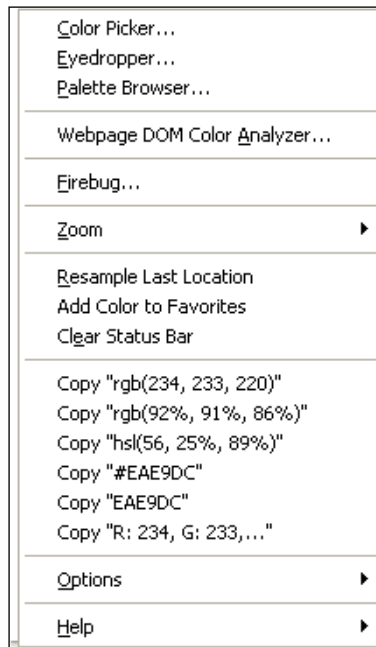 Color Picker...
Eyedropper...
Palette Browser...
Webpage DOM Color Analyzer...
Firebug...
Zoom
Resample Last Location
Add Color to Favorites
Clear Status Bar
Copy "rgb(234, 233, 220)"
Copy "rgb(92%, 91%, 86%)"
Copy "hsl(56, 25%, 89%)"
Copy "#EAE9DC"
Copy "EAE9DC"
Copy "R: 234, G: 233,..."
Options
Help